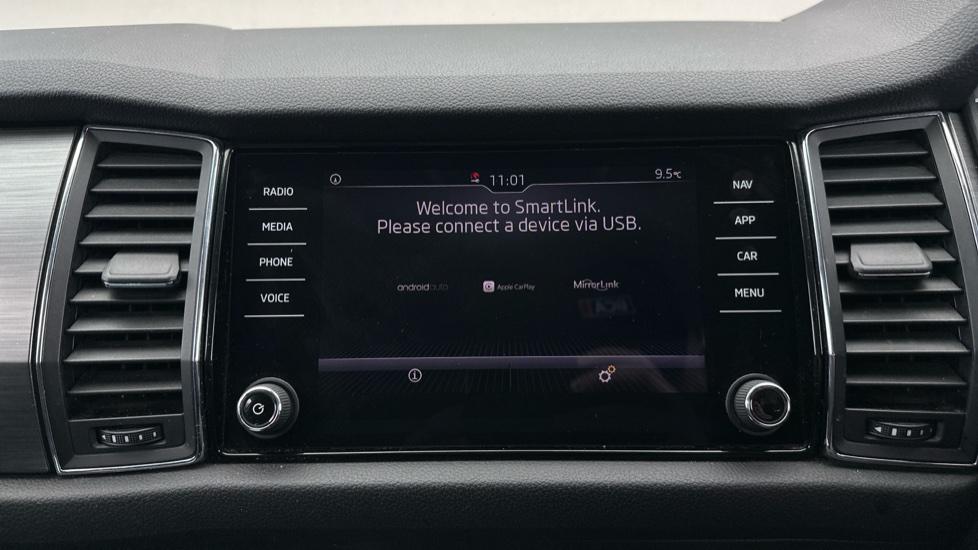 11:01
9.5°C
RADIO
MEDIA
PHONE
VOICE
Welcome to SmartLink.
Please connect a device via USB.
androidauto
Apple CarPlay
MirrorLink
NAV
APP
CAR
MENU